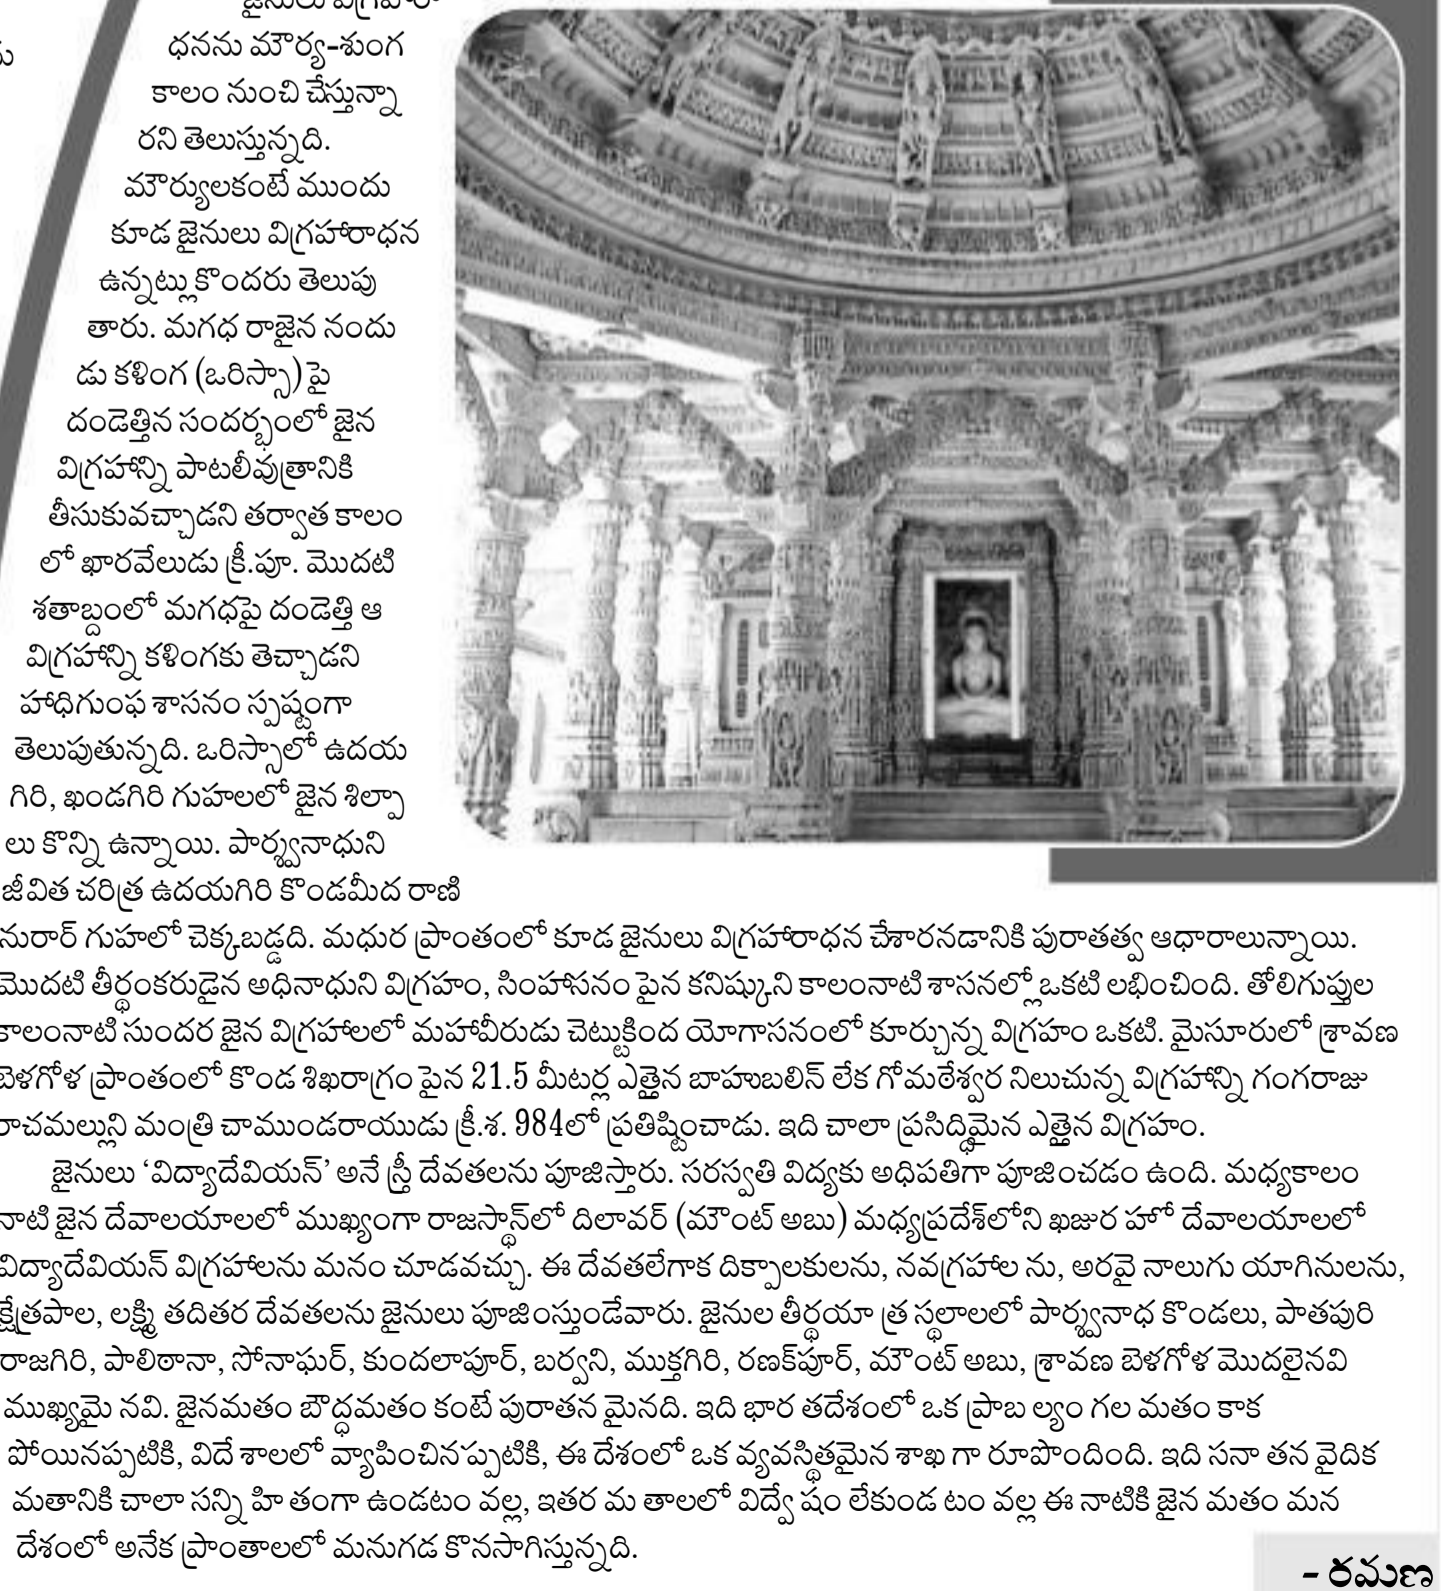 జైనులు విగ్రహారా
ధనను మౌర్య-శుంగ
కాలం నుంచి చేస్తున్నా
రని తెలుస్తున్నది.
మౌర్యులకంటే ముందు
కూడ జైనులు విగ్రహారాధన
ఉన్నట్లు కొందరు తెలుపు
తారు. మగధ రాజైన నందు
డు కళింగ (ఒరిస్సా) పై
దండెత్తిన సందర్భంలో జైన
విగ్రహాన్ని పాటలీవుత్రానికి
తీసుకువచ్చాడని తర్వాత కాలం
లో ఖారవేలుడు క్రీ.పూ. మొదటి
శతాబ్దంలో మగధపై దండెత్తి ఆ
విగ్రహాన్ని కళింగకు తెచ్చాడని
హాధిగుంఫ శాసనం స్పష్టంగా
తెలుపుతున్నది. ఒరిస్సాలో ఉదయ
గిరి, ఖండగిరి గుహలలో జైన శిల్పా
లు కొన్ని ఉన్నాయి. పార్శ్వనాధుని
జీవిత చరిత్ర ఉదయగిరి కొండమీద రాణి
నురార్ గుహలో చెక్కబడ్డది. మధుర ప్రాంతంలో కూడ జైనులు విగ్రహారాధన చేశారనడానికి పురాతత్వ ఆధారాలున్నాయి.
మొదటి తీర్థంకరుడైన అధినాధుని విగ్రహం, సింహాసనం పైన కనిష్కుని కాలంనాటి శాసనల్లో ఒకటి లభించింది. తోలిగుప్తుల
కాలంనాటి సుందర జైన విగ్రహాలలో మహావీరుడు చెట్టుక్రింద యోగాసనంలో కూర్చున్న విగ్రహం ఒకటి. మైసూరులో శ్రావణ
బెళగోళ ప్రాంతంలో కొండ శిఖరాగ్రం పైన 21.5 మీటర్ల ఎత్తైన బాహుబలిన్ లేక గోమఠేశ్వర నిలుచున్న విగ్రహాన్ని గంగరాజు
రాచమల్లుని మంత్రి చాముండరాయుడు క్రీ.శ. 984లో ప్రతిష్ఠించాడు. ఇది చాలా ప్రసిద్ధిమైన ఎత్తైన విగ్రహం.
జైనులు ‘విద్యాదేవియన్’ అనే స్త్రీ దేవతలను పూజిస్తారు. సరస్వతి విద్యకు అధిపతిగా పూజించడం ఉంది. మధ్యకాలం
నాటి జైన దేవాలయాలలో ముఖ్యంగా రాజస్థాన్‌లో దిలావర్ (మౌంట్ అబు) మధ్యప్రదేశ్‌లోని ఖజుర హో దేవాలయాలలో
విద్యాదేవియన్ విగ్రహాలను మనం చూడవచ్చు. ఈ దేవతలేగాక దిక్పాలకులను, నవగ్రహాల ను, అరవై నాలుగు యాగినులను,
క్షేత్రపాల, లక్ష్మి తదితర దేవతలను జైనులు పూజింస్తుండేవారు. జైనుల తీర్థయా త్ర స్థలాలలో పార్శ్వనాధ కొండలు, పాతపురి
రాజగిరి, పాలిఠానా, సోనాఘర్, కుందలాపూర్, బర్వని, ముక్తగిరి, రణక్‌పూర్, మౌంట్ అబు, శ్రావణ బెళగోళ మొదలైనవి
ముఖ్యమై నవి. జైనమతం బౌద్ధమతం కంటే పురాతన మైనది. ఇది భార తదేశంలో ఒక ప్రాబ ల్యం గల మతం కాక
పోయినప్పటికి, విదే శాలలో వ్యాపించిన ప్పటికి, ఈ దేశంలో ఒక వ్యవస్థితమైన శాఖ గా రూపొందింది. ఇది సనా తన వైదిక
మతానికి చాలా సన్ని హి తంగా ఉండటం వల్ల, ఇతర మ తాలలో విద్వే షం లేకుండ టం వల్ల ఈ నాటికి జైన మతం మన
దేశంలో అనేక ప్రాంతాలలో మనుగడ కొనసాగిస్తున్నది.
- రమణ